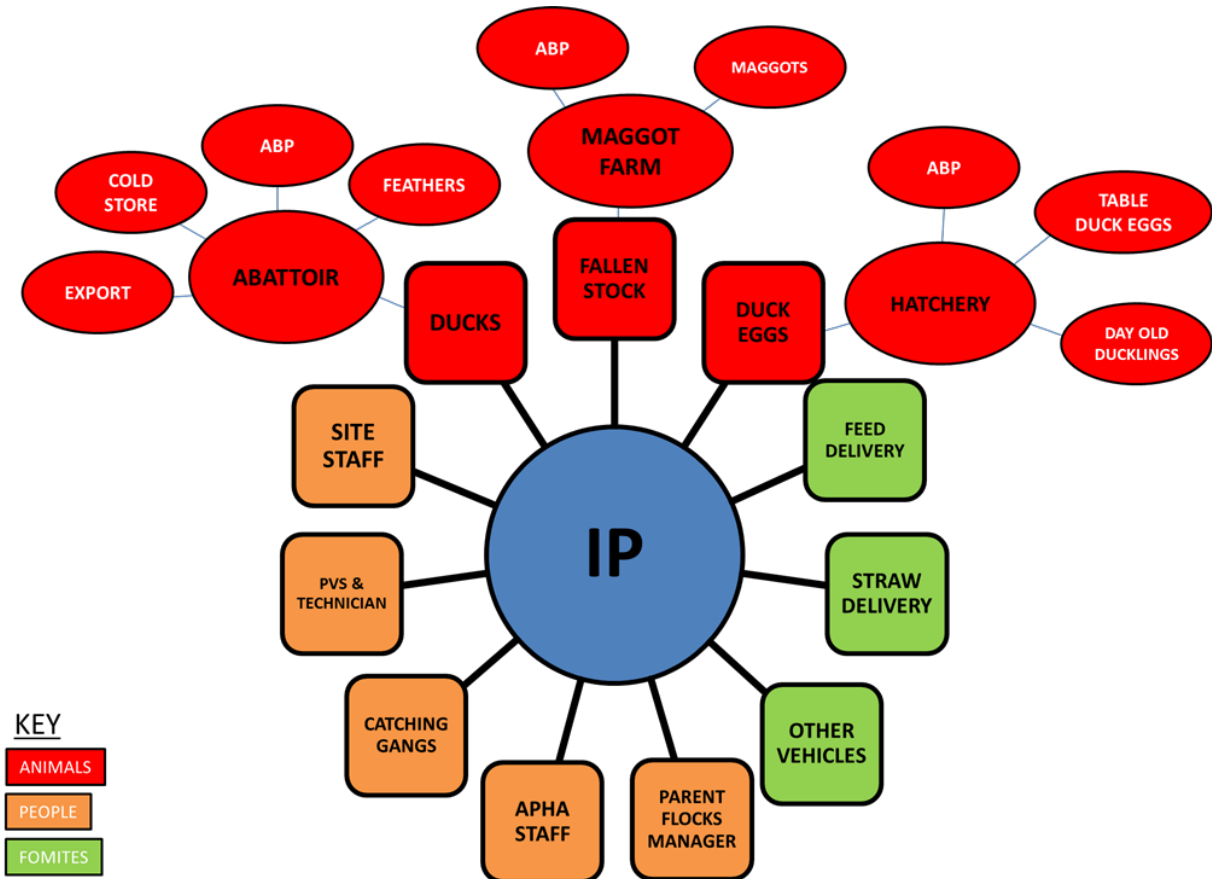 ABP
MAGGOTS
MAGGOT
FARM
ABP
COLD
STORE
FEATHERS
EXPORT
ABATTOIR
ABP
TABLE
DUCK EGGS
HATCHERY
DAY OLD
DUCKLINGS
DUCKS
FALLEN
STOCK
DUCK
EGGS
SITE
STAFF
FEED
DELIVERY
IP
PVS &
TECHNICIAN
STRAW
DELIVERY
CATCHING
GANGS
OTHER
VEHICLES
APHA
STAFF
PARENT
FLOCKS
MANAGER
KEY
ANIMALS
PEOPLE
FOMITES